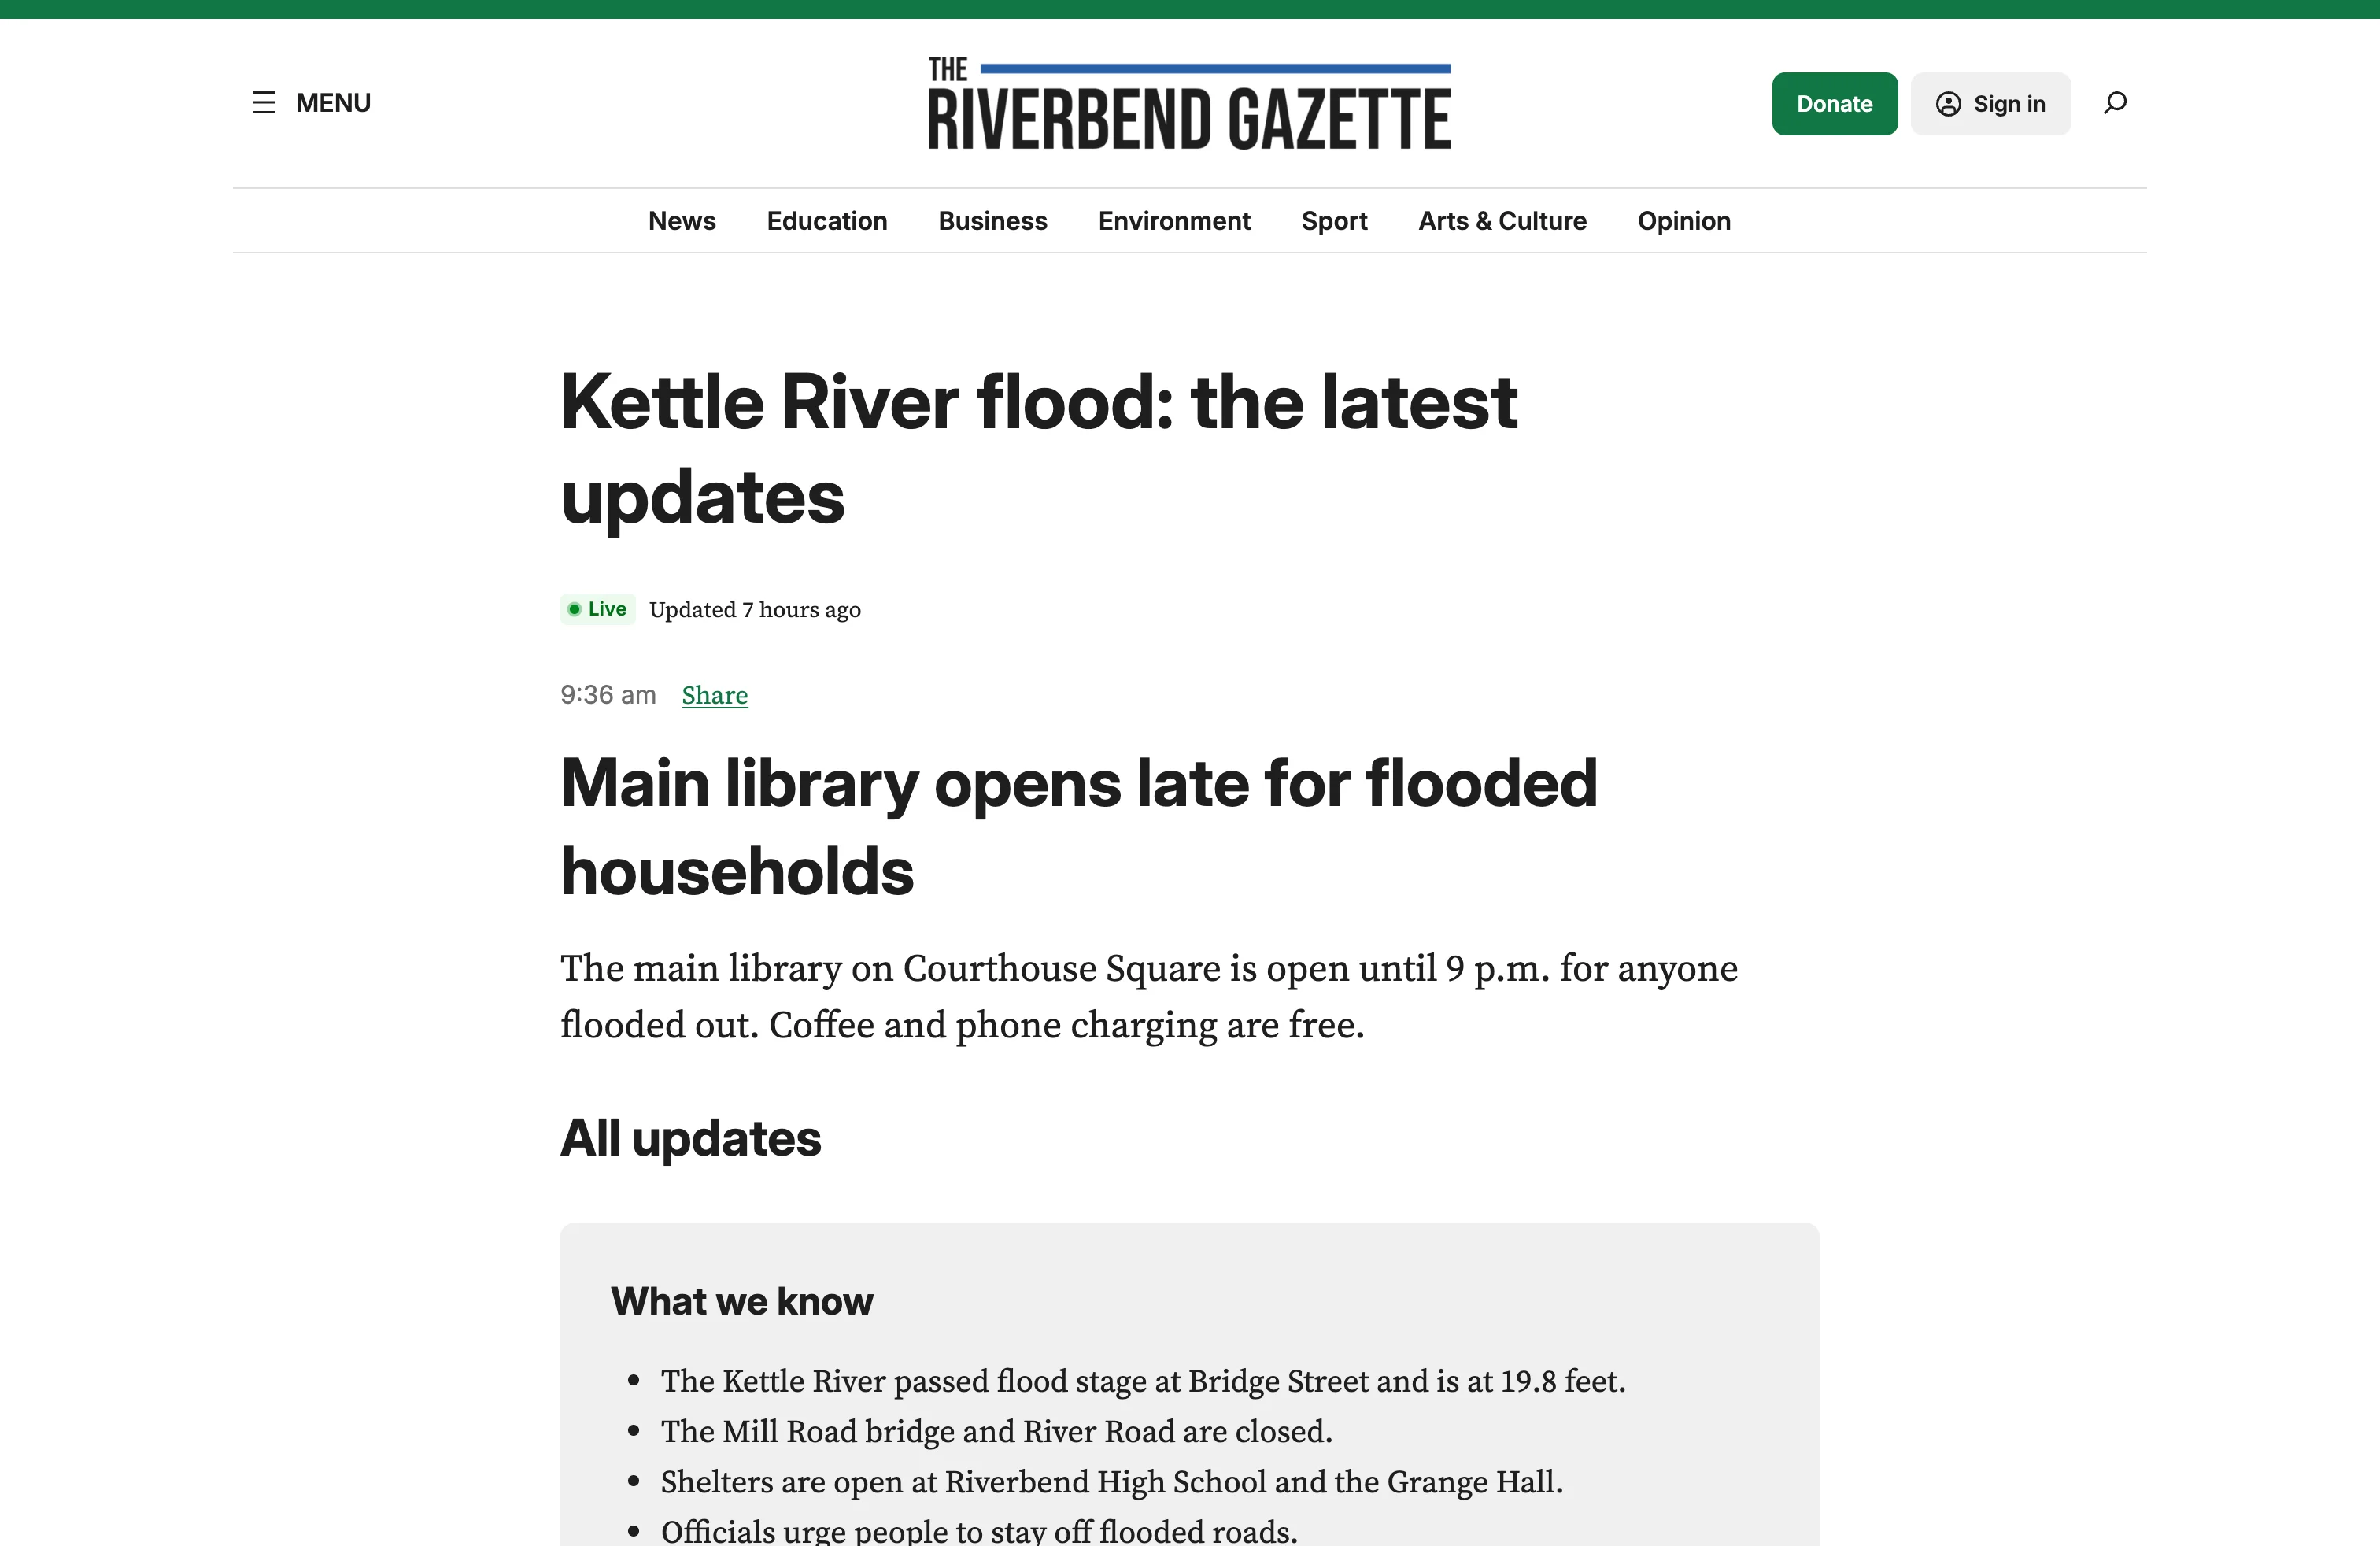 MENU
THE
RIVERBEND GAZETTE
Donate
Sign in
News Education Business Environment Sport Arts & Culture Opinion
Kettle River flood: the latest
updates
Live Updated 7 hours ago
9:36 am Share
Main library opens late for flooded
households
The main library on Courthouse Square is open until 9 p.m. for anyone
flooded out. Coffee and phone charging are free.
All updates
What we know
The Kettle River passed flood stage at Bridge Street and is at 19.8 feet.
The Mill Road bridge and River Road are closed.
Shelters are open at Riverbend High School and the Grange Hall.
Officials urge people to stay off flooded roads.